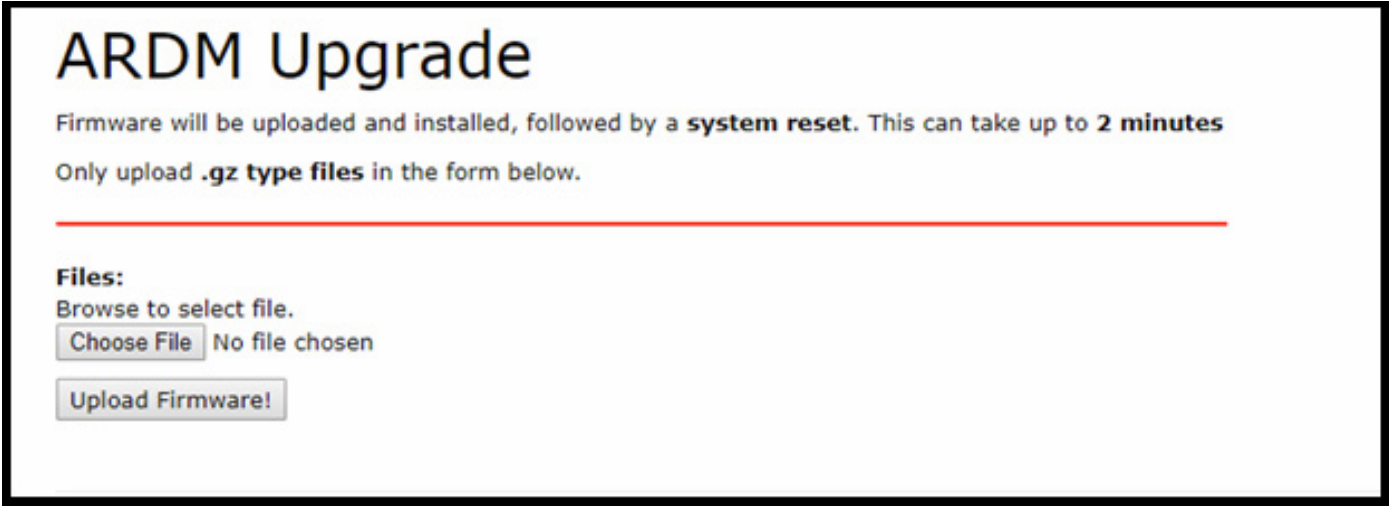 ARDM Upgrade
Firmware will be uploaded and installed, followed by a system reset. This can take up to 2 minutes
Only upload .gz type files in the form below.
Files:
Browse to select file.
Choose File No file chosen
Upload Firmware!